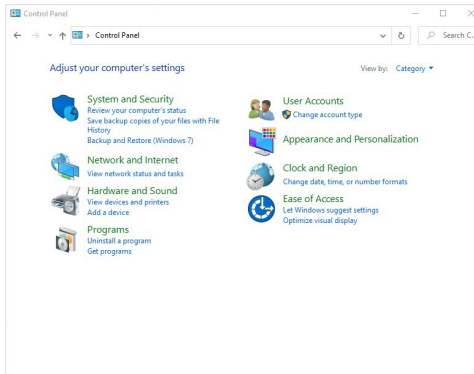 Control Panel
Control Panel
Search C...
Adjust your computer's settings
View by: Category
System and Security
Review your computer's status
Save backup copies of your files with File
History
Backup and Restore (Windows 7)
Network and Internet
View network status and tasks
Hardware and Sound
View devices and printers
Add a device
Programs
Uninstall a program
Get programs
User Accounts
Change account type
Appearance and Personalization
Clock and Region
Change date, time, or number formats
Ease of Access
Let Windows suggest settings
Optimize visual display